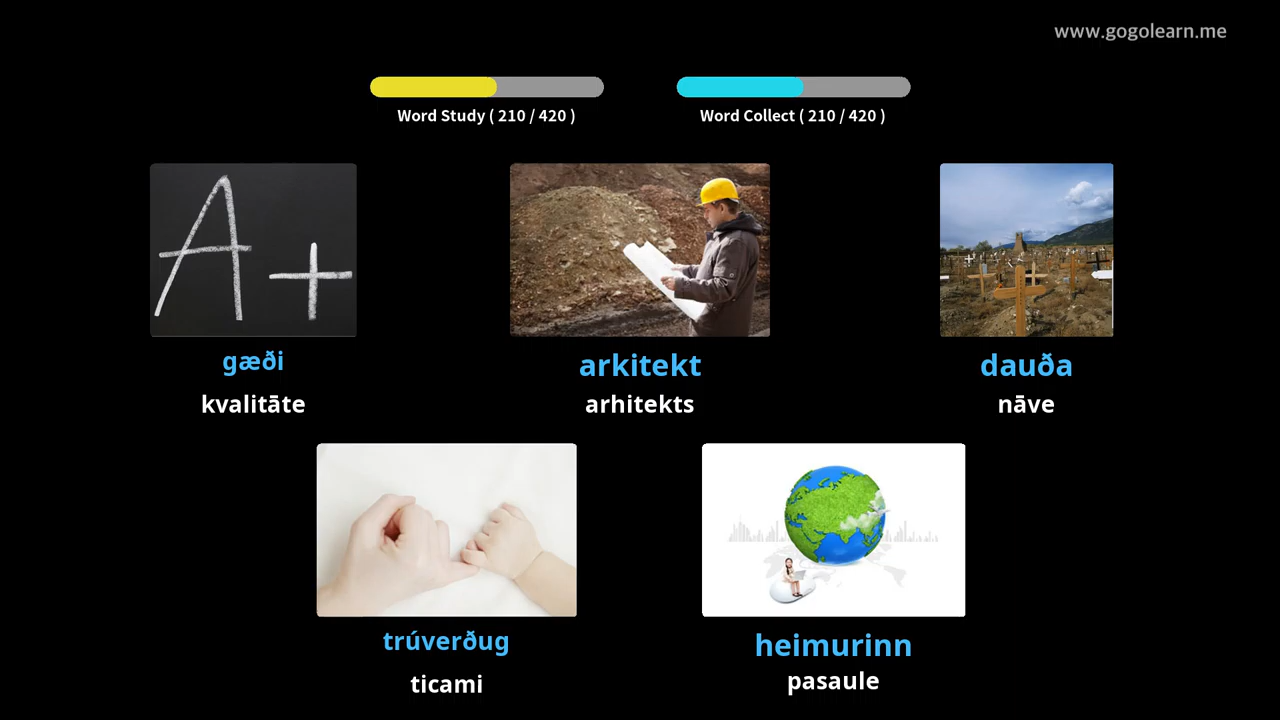 www.gogolearn.me
Word Study ( 210 / 420 )
Word Collect ( 210 / 420 )
A+
gæði
arkitekt
dauða
kvalitāte
arhitekts
nāve
trúverðug
heimurinn
ticami
pasaule